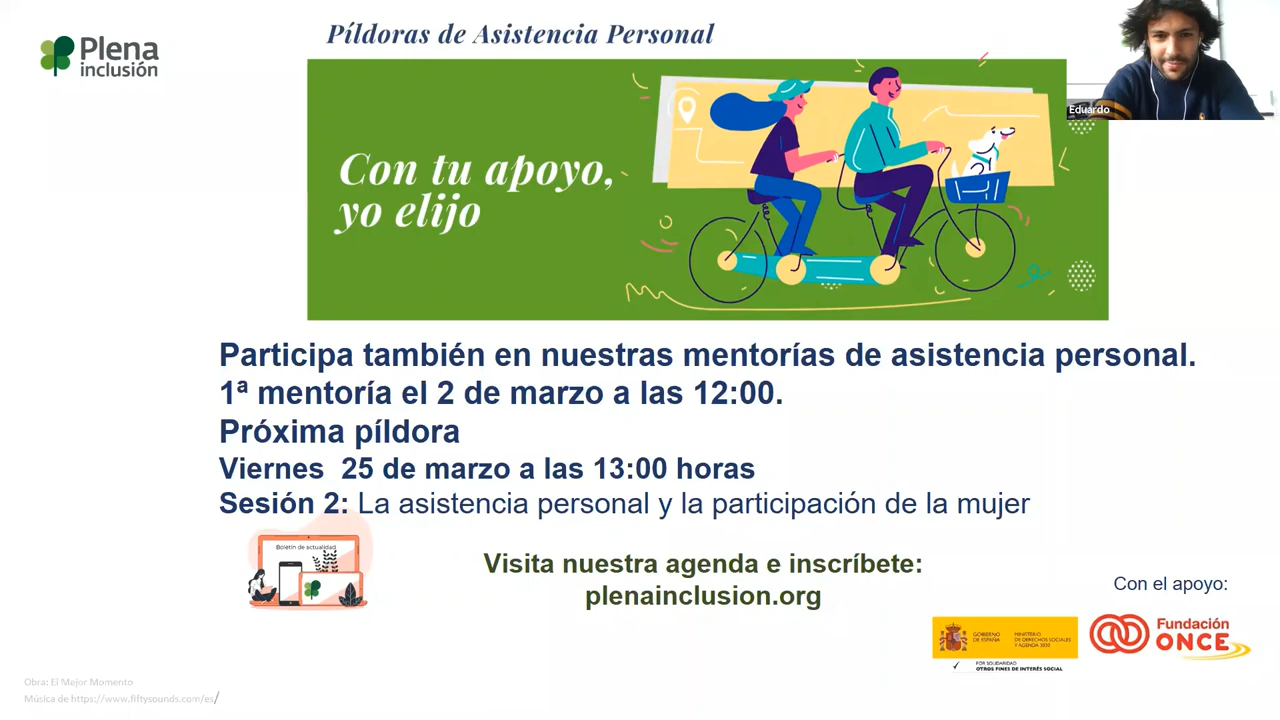 Píldoras de Asistencia Personal
Plena
inclusión
Eduardo
Con tu apoyo,
yo elijo
Participa también en nuestras mentorías de asistencia personal.
1ª mentoría el 2 de marzo a las 12:00.
Próxima píldora
Viernes 25 de marzo a las 13:00 horas
Sesión 2: La asistencia personal y la participación de la mujer
Boletín de actualidad
Visita nuestra agenda e inscríbete:
plenainclusion.org
Con el apoyo:
GOBIERNO
DE ESPAÑA
MINISTERIO
DE DERECHOS SOCIALES
Y AGENDA 2030
POR SOLIDARIDAD
OTROS FINES DE INTERÉS SOCIAL
Fundación
ONCE
Obra: El Mejor Momento
Música de https://www.fiftysounds.com/es/